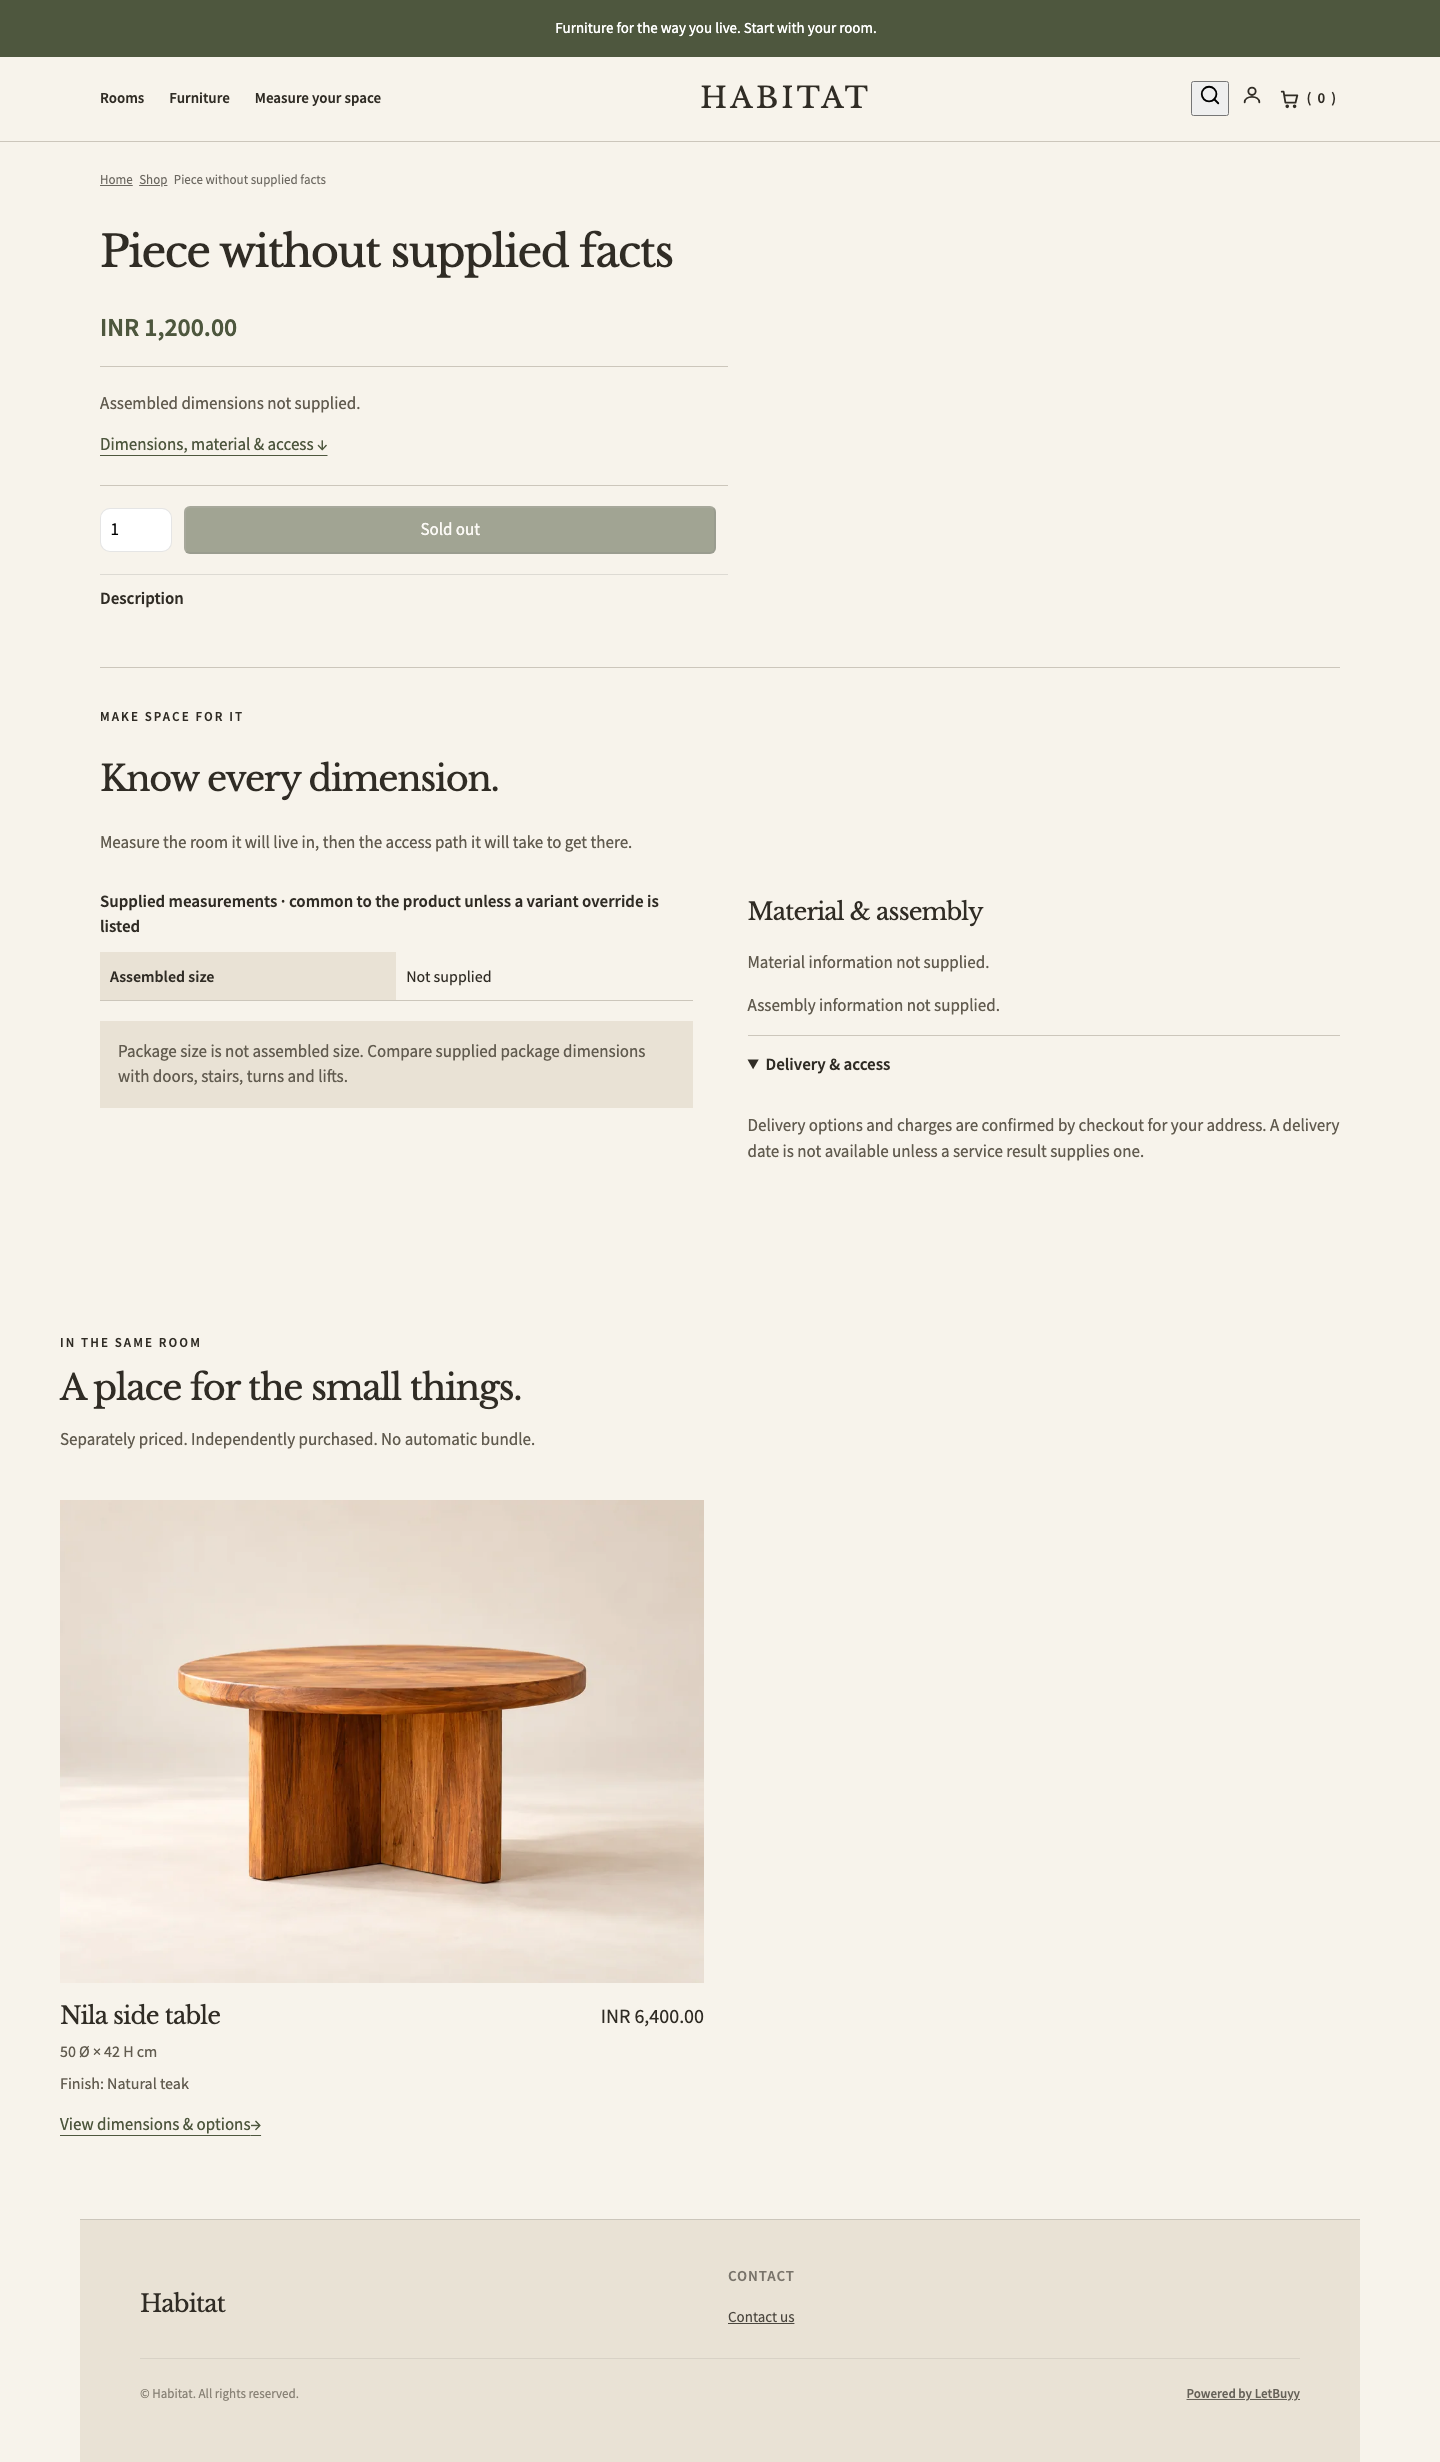 Furniture for the way you live. Start with your room.
Rooms Furniture Measure your space
HABITAT
( 0 )
Home Shop Piece without supplied facts
Piece without supplied facts
INR 1,200.00
Assembled dimensions not supplied.
Dimensions, material & access ↓
1
Sold out
Description
MAKE SPACE FOR IT
Know every dimension.
Measure the room it will live in, then the access path it will take to get there.
Supplied measurements · common to the product unless a variant override is
listed
Assembled size Not supplied
Package size is not assembled size. Compare supplied package dimensions
with doors, stairs, turns and lifts.
Material & assembly
Material information not supplied.
Assembly information not supplied.
▼ Delivery & access
Delivery options and charges are confirmed by checkout for your address. A delivery
date is not available unless a service result supplies one.
IN THE SAME ROOM
A place for the small things.
Separately priced. Independently purchased. No automatic bundle.
Nila side table INR 6,400.00
50 Ø × 42 H cm
Finish: Natural teak
View dimensions & options→
Habitat
CONTACT
Contact us
© Habitat. All rights reserved.
Powered by LetBuyy